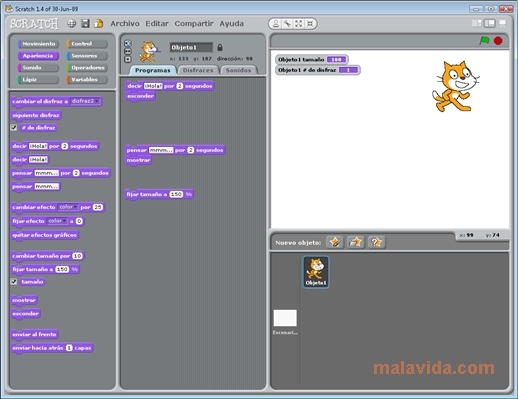 Scratch 1.4 of 30-Jun-09
SCRATCH
Archivo Editar Compartir Ayuda
Movimiento Control
Apariencia Sensores
Sonido Operadores
Lápiz Variables
cambiar el disfraz a disfraz2
siguiente disfraz
# de disfraz
decir ¡Hola! por 2 segundos
decir ¡Hola!
pensar mmm... por 2 segundos
pensar mmm...
cambiar efecto color por 25
fijar efecto color a 0
quitar efectos gráficos
cambiar tamaño por 10
fijar tamaño a 150 %
tamaño
mostrar
esconder
enviar al frente
enviar hacia atrás 1 capas
Objeto1
x: 133 y: 187 dirección: 90
Programas Disfraces Sonidos
decir ¡Hola! por 2 segundos
esconder
pensar mmm... por 2 segundos
mostrar
fijar tamaño a 150 %
Objeto1 tamaño 100
Objeto1 # de disfraz 1
x: 99 y: 74
Nuevo objeto:
Objeto1
Escenari...
malavida.com